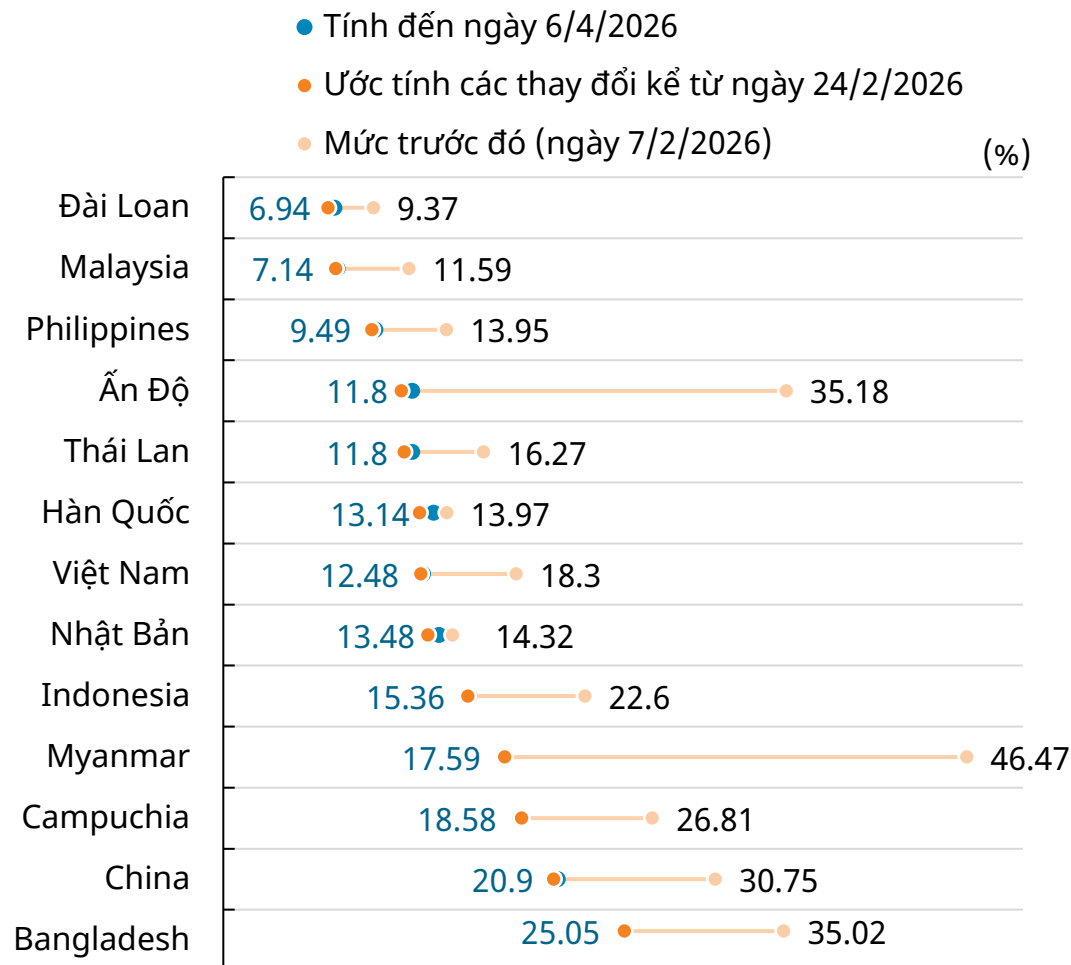 Tính đến ngày 6/4/2026
Ước tính các thay đổi kể từ ngày 24/2/2026
Mức trước đó (ngày 7/2/2026)
(%)
Đài Loan 6.94 9.37
Malaysia 7.14 11.59
Philippines 9.49 13.95
Ấn Độ 11.8 35.18
Thái Lan 11.8 16.27
Hàn Quốc 13.14 13.97
Việt Nam 12.48 18.3
Nhật Bản 13.48 14.32
Indonesia 15.36 22.6
Myanmar 17.59 46.47
Campuchia 18.58 26.81
China 20.9 30.75
Bangladesh 25.05 35.02